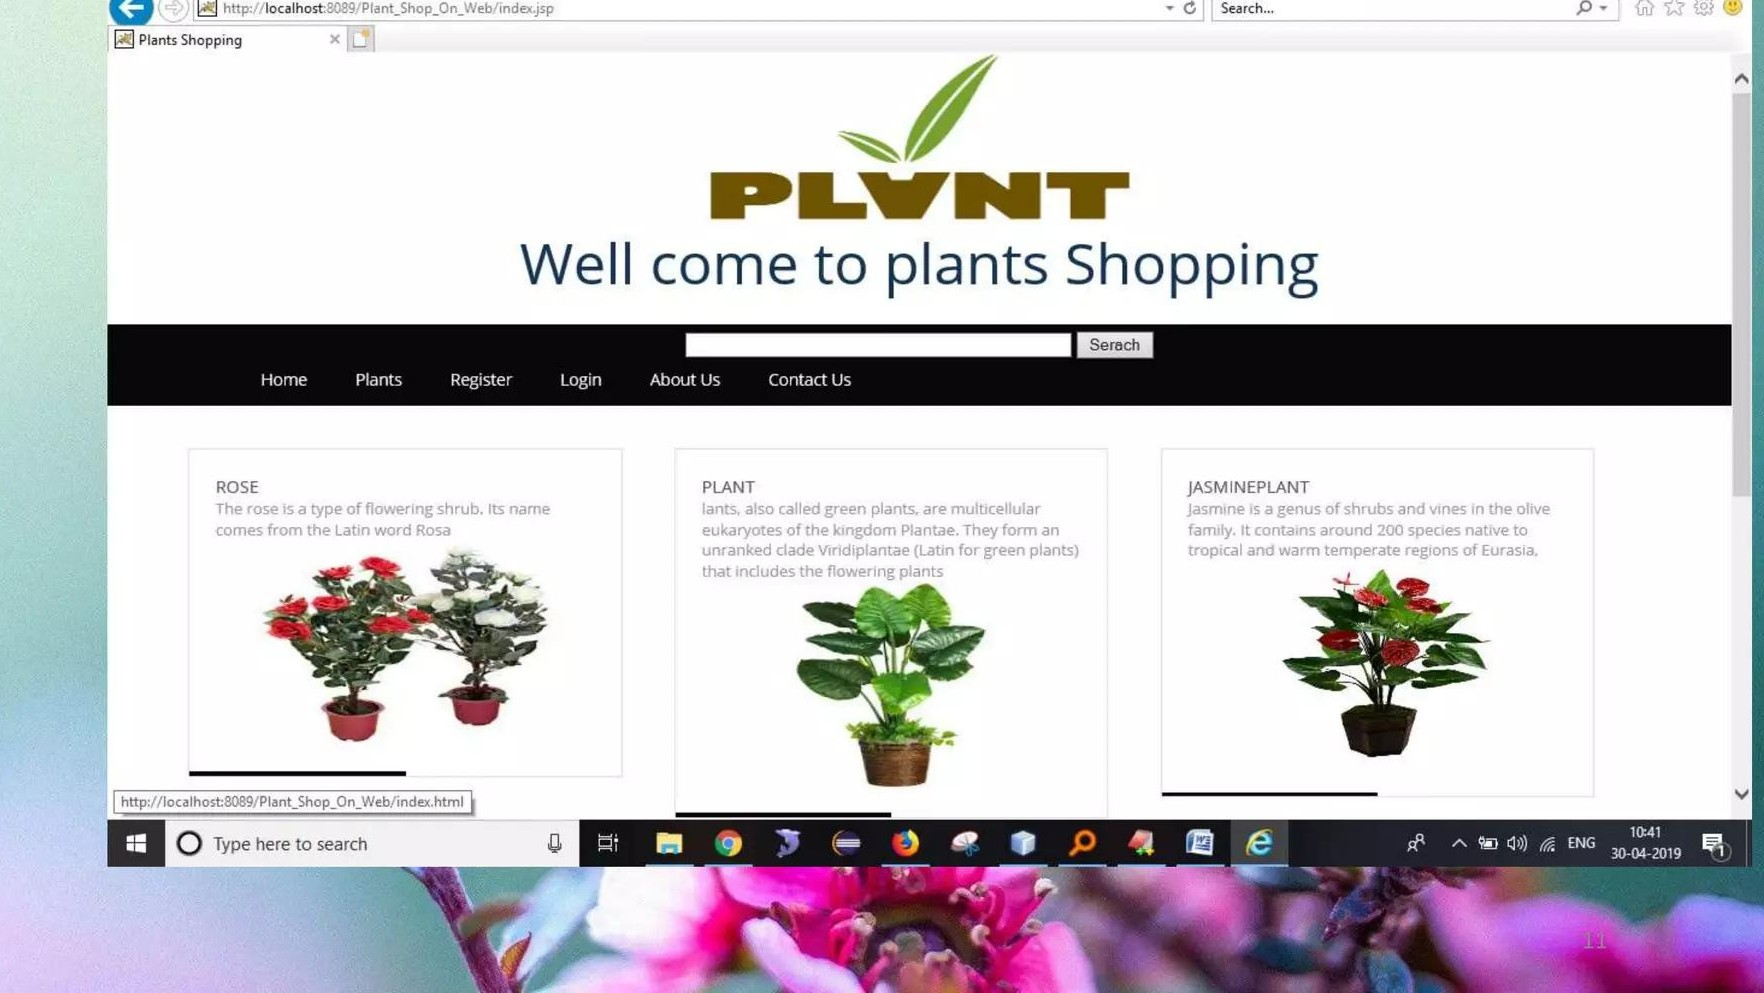 http://localhost:8089/Plant_Shop_On_Web/index.jsp
Search...
Plants Shopping
PLANT
Well come to plants Shopping
Serach
Home Plants Register Login About Us Contact Us
ROSE
The rose is a type of flowering shrub. Its name
comes from the Latin word Rosa
PLANT
lants, also called green plants, are multicellular
eukaryotes of the kingdom Plantae. They form an
unranked clade Viridiplantae (Latin for green plants)
that includes the flowering plants
JASMINEPLANT
Jasmine is a genus of shrubs and vines in the olive
family. It contains around 200 species native to
tropical and warm temperate regions of Eurasia,
http://localhost:8089/Plant_Shop_On_Web/index.html
Type here to search
ENG
10:41
30-04-2019
1
11